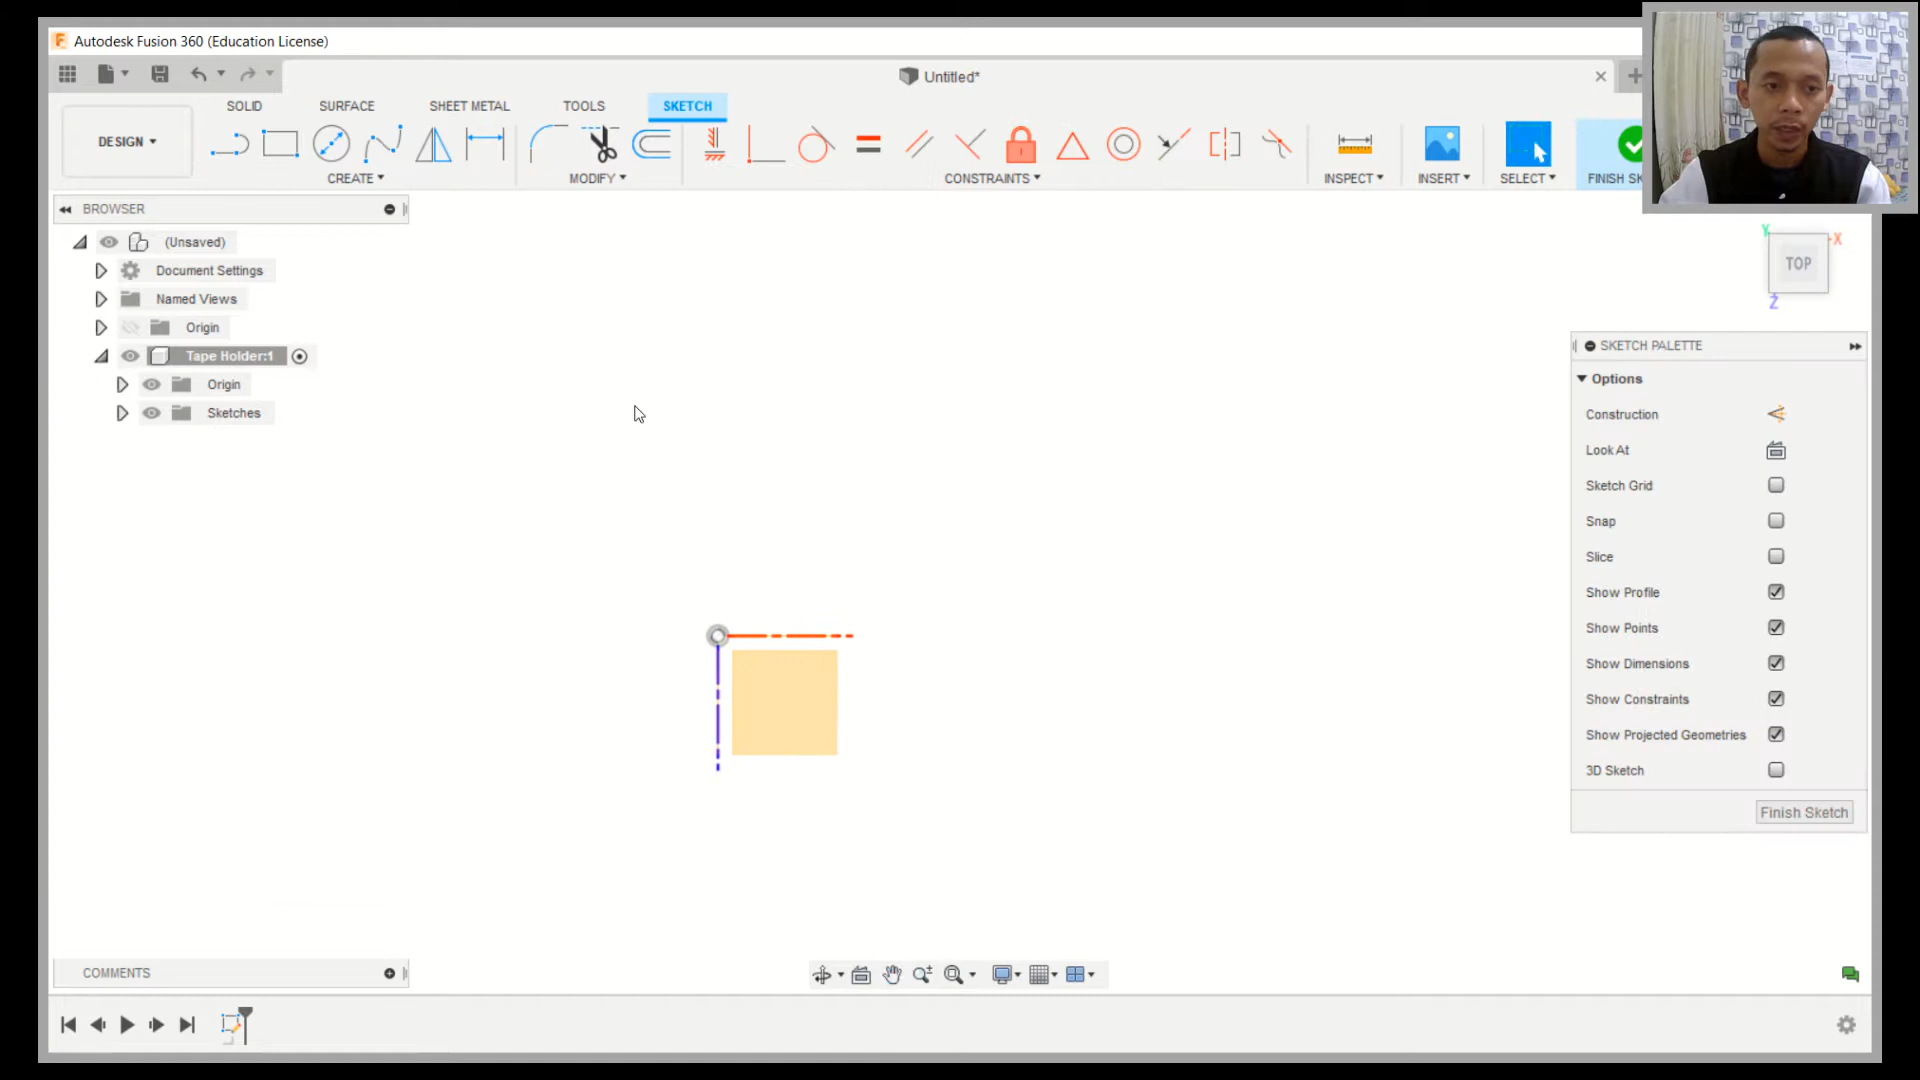 Autodesk Fusion 360 (Education License)
Untitled*
SOLID
SURFACE
SHEET METAL
TOOLS
SKETCH
DESIGN
CREATE
MODIFY
CONSTRAINTS
INSPECT
INSERT
SELECT
FINISH SK
BROWSER
(Unsaved)
Document Settings
Named Views
Origin
Tape Holder:1
Origin
Sketches
Y
X
TOP
Z
SKETCH PALETTE
Options
Construction
Look At
Sketch Grid
Snap
Slice
Show Profile
Show Points
Show Dimensions
Show Constraints
Show Projected Geometries
3D Sketch
Finish Sketch
COMMENTS